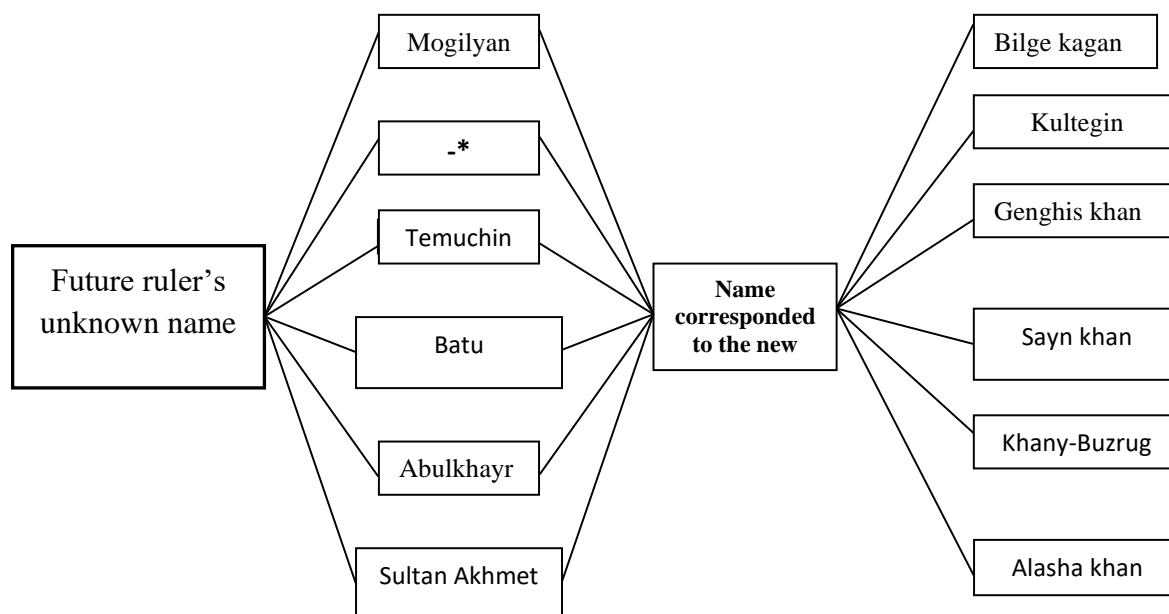 Future ruler’s
unknown name
Mogilyan
-*
Temuchin
Batu
Abulkhayr
Sultan Akhmet
Name
corresponded
to the new
Bilge kagan
Kultegin
Genghis khan
Sayn khan
Khany-Buzrug
Alasha khan